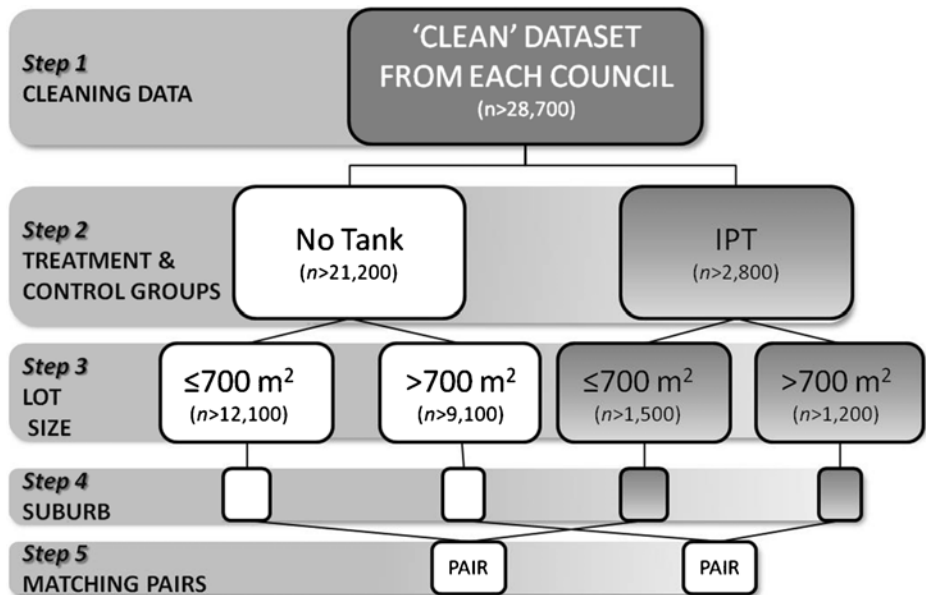 Step 1
CLEANING DATA
‘CLEAN’ DATASET
FROM EACH COUNCIL
(n>28,700)
Step 2
TREATMENT &
CONTROL GROUPS
No Tank
(n>21,200)
IPT
(n>2,800)
Step 3
LOT
SIZE
≤700 m²
(n>12,100)
>700 m²
(n>9,100)
≤700 m²
(n>1,500)
>700 m²
(n>1,200)
Step 4
SUBURB
Step 5
MATCHING PAIRS
PAIR
PAIR